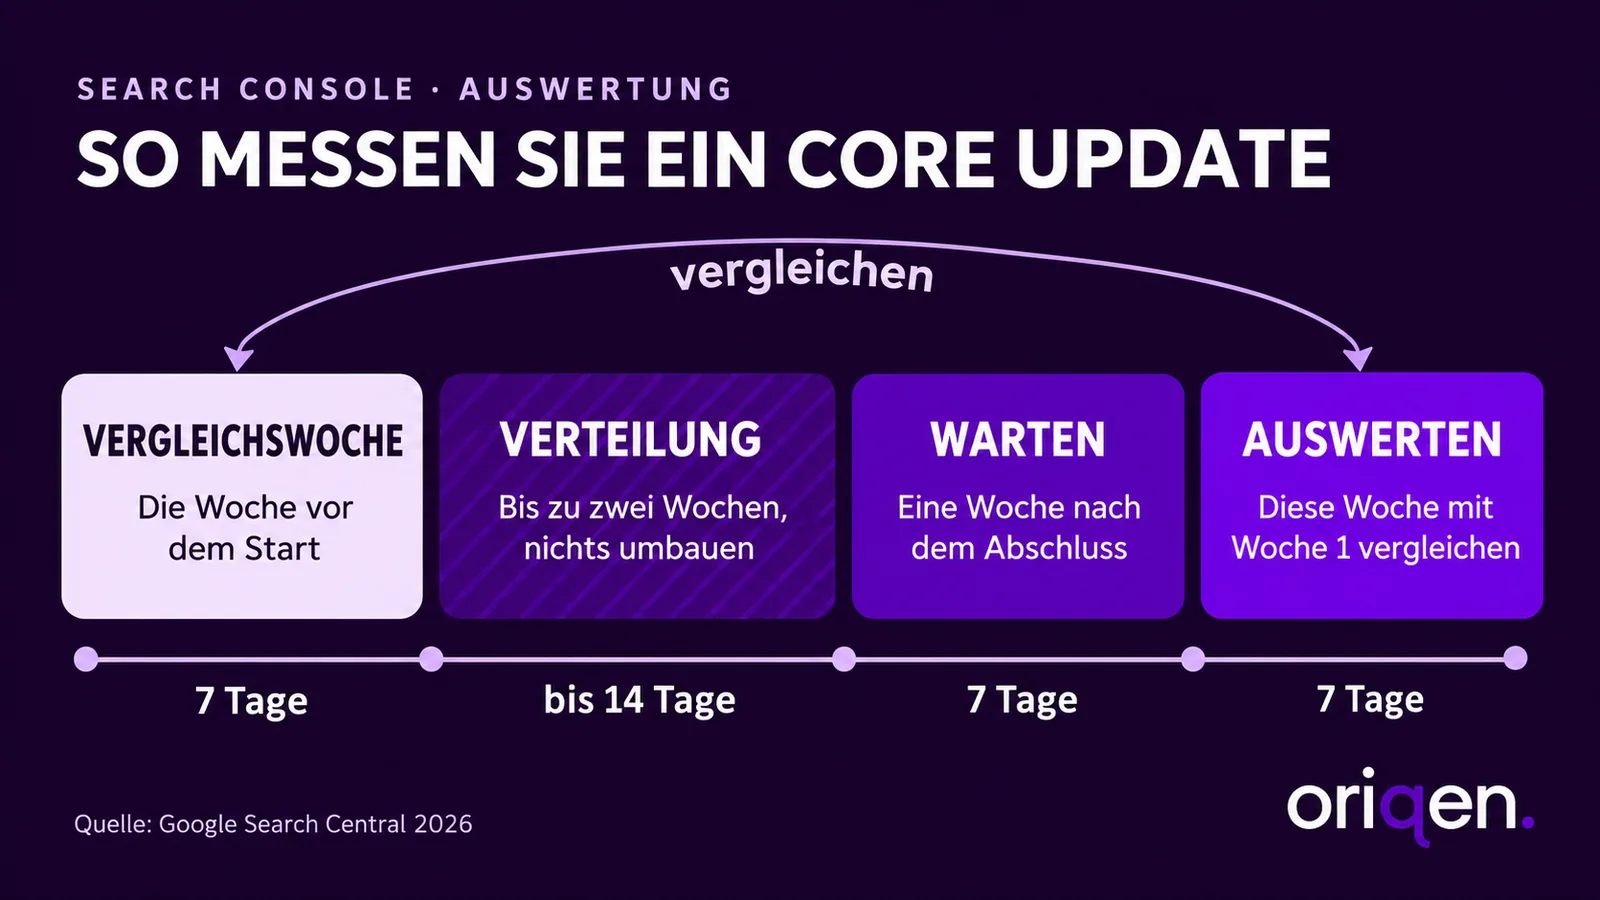 SEARCH CONSOLE · AUSWERTUNG
SO MESSEN SIE EIN CORE UPDATE
vergleichen
VERGLEICHSWOCHE
Die Woche vor
dem Start
VERTEILUNG
Bis zu zwei Wochen,
nichts umbauen
WARTEN
Eine Woche nach
dem Abschluss
AUSWERTEN
Diese Woche mit
Woche 1 vergleichen
7 Tage
bis 14 Tage
7 Tage
7 Tage
Quelle: Google Search Central 2026
oriqen.